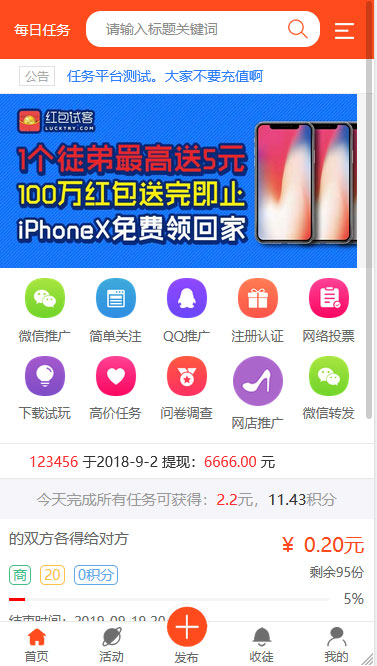 每日任务 请输入标题关键词
公告 任务平台测试。大家不要充值啊
红包试客
LUCKTRY.COM
1个徒弟最高送5元
100万红包送完即止
iPhoneX免费领回家
微信推广 简单关注 QQ推广 注册认证 网络投票
下载试玩 高价任务 问卷调查 网店推广 微信转发
123456 于2018-9-2 提现：6666.00 元
今天完成所有任务可获得：2.2元，11.43积分
的双方各得给对方
¥ 0.20元
商 20 0积分 剩余95份
5%
结束时间：2019-09-19 20
首页 活动 发布 收徒 我的